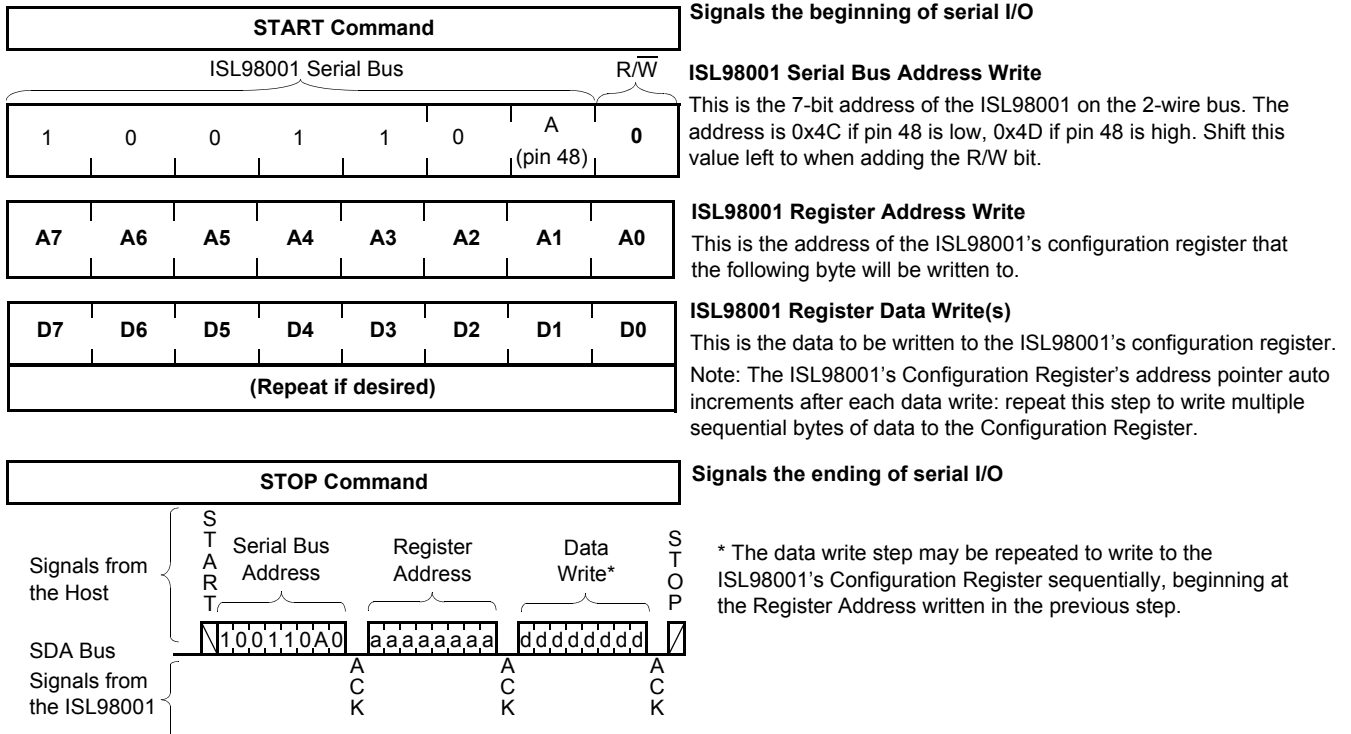 START Command
Signals the beginning of serial I/O
ISL98001 Serial Bus
R/W
ISL98001 Serial Bus Address Write
This is the 7-bit address of the ISL98001 on the 2-wire bus. The
address is 0x4C if pin 48 is low, 0x4D if pin 48 is high. Shift this
value left to when adding the R/W bit.
1 0 0 1 1 0 A (pin 48) 0
ISL98001 Register Address Write
This is the address of the ISL98001's configuration register that
the following byte will be written to.
A7 A6 A5 A4 A3 A2 A1 A0
ISL98001 Register Data Write(s)
This is the data to be written to the ISL98001's configuration register.
Note: The ISL98001's Configuration Register's address pointer auto
increments after each data write: repeat this step to write multiple
sequential bytes of data to the Configuration Register.
D7 D6 D5 D4 D3 D2 D1 D0
(Repeat if desired)
STOP Command
Signals the ending of serial I/O
Signals from
the Host
START
Serial Bus
Address
Register
Address
Data
Write*
STOP
* The data write step may be repeated to write to the
ISL98001's Configuration Register sequentially, beginning at
the Register Address written in the previous step.
SDA Bus
1 0 0 1 1 0 A 0
a a a a a a a a
d d d d d d d d
Signals from
the ISL98001
ACK
ACK
ACK